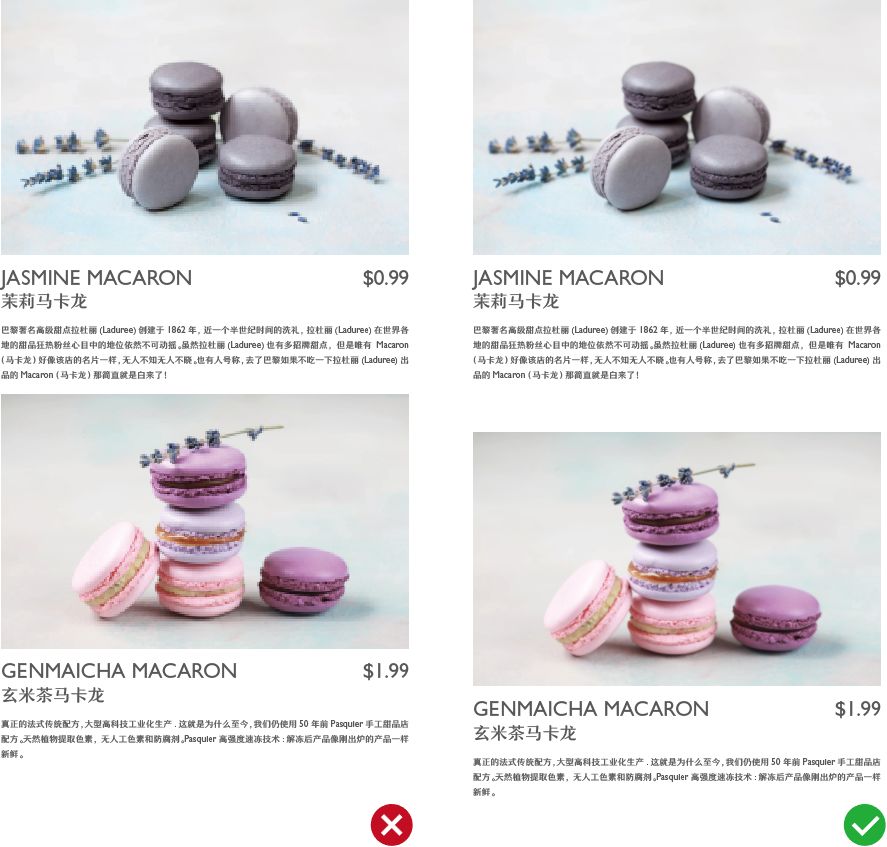 JASMINE MACARON $0.99
茉莉马卡龙
巴黎著名高级甜点拉杜丽 (Laduree) 创建于 1862 年，近一个半世纪时间的洗礼，拉杜丽 (Laduree) 在世界各
地的甜品狂热粉丝心目中的地位依然不可动摇。虽然拉杜丽 (Laduree) 也有多招牌甜点，但是唯有 Macaron
（马卡龙）好像该店的名片一样，无人不知无人不晓。也有人号称，去了巴黎如果不吃一下拉杜丽 (Laduree) 出
品的 Macaron（马卡龙）那简直就是白来了！
GENMAICHA MACARON $1.99
玄米茶马卡龙
真正的法式传统配方，大型高科技工业化生产 . 这就是为什么至今，我们仍使用 50 年前 Pasquier 手工甜品店
配方。天然植物提取色素，无人工色素和防腐剂。Pasquier 高强度速冻技术：解冻后产品像刚出炉的产品一样
新鲜。
JASMINE MACARON $0.99
茉莉马卡龙
巴黎著名高级甜点拉杜丽 (Laduree) 创建于 1862 年，近一个半世纪时间的洗礼，拉杜丽 (Laduree) 在世界各
地的甜品狂热粉丝心目中的地位依然不可动摇。虽然拉杜丽 (Laduree) 也有多招牌甜点，但是唯有 Macaron
（马卡龙）好像该店的名片一样，无人不知无人不晓。也有人号称，去了巴黎如果不吃一下拉杜丽 (Laduree) 出
品的 Macaron（马卡龙）那简直就是白来了！
GENMAICHA MACARON $1.99
玄米茶马卡龙
真正的法式传统配方，大型高科技工业化生产 . 这就是为什么至今，我们仍使用 50 年前 Pasquier 手工甜品店
配方。天然植物提取色素，无人工色素和防腐剂。Pasquier 高强度速冻技术：解冻后产品像刚出炉的产品一样
新鲜。